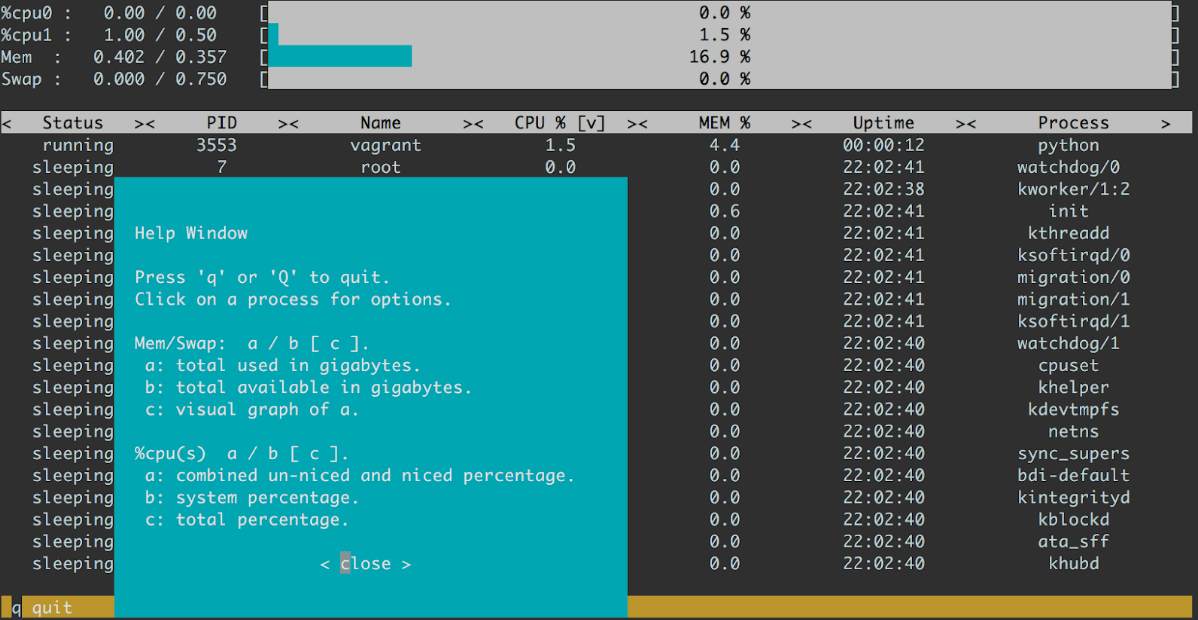 %cpu0 :   0.00 / 0.00   [   0.0 %   ]
%cpu1 :   1.00 / 0.50   [   1.5 %   ]
Mem  :   0.402 / 0.357   [   16.9 %   ]
Swap :   0.000 / 0.750   [   0.0 %   ]
<   Status   ><   PID   ><   Name   ><   CPU % [v]   ><   MEM %   ><   Uptime   ><   Process   >
running   3553   vagrant   1.5   4.4   00:00:12   python
sleeping   7   root   0.0   0.0   22:02:41   watchdog/0
sleeping   0.0   22:02:38   kworker/1:2
sleeping   0.6   22:02:41   init
sleeping   Help Window   0.0   22:02:41   kthreadd
sleeping   0.0   22:02:41   ksoftirqd/0
sleeping   Press 'q' or 'Q' to quit.   0.0   22:02:41   migration/0
sleeping   Click on a process for options.   0.0   22:02:41   migration/1
sleeping   0.0   22:02:41   ksoftirqd/1
sleeping   Mem/Swap:  a / b [ c ].   0.0   22:02:40   watchdog/1
sleeping   a: total used in gigabytes.   0.0   22:02:40   cpuset
sleeping   b: total available in gigabytes.   0.0   22:02:40   khelper
sleeping   c: visual graph of a.   0.0   22:02:40   kdevtmpfs
sleeping   0.0   22:02:40   netns
sleeping   %cpu(s)  a / b [ c ].   0.0   22:02:40   sync_supers
sleeping   a: combined un-niced and niced percentage.   0.0   22:02:40   bdi-default
sleeping   b: system percentage.   0.0   22:02:40   kintegrityd
sleeping   c: total percentage.   0.0   22:02:40   kblockd
sleeping   0.0   22:02:40   ata_sff
sleeping   < close >   0.0   22:02:40   khubd
q quit